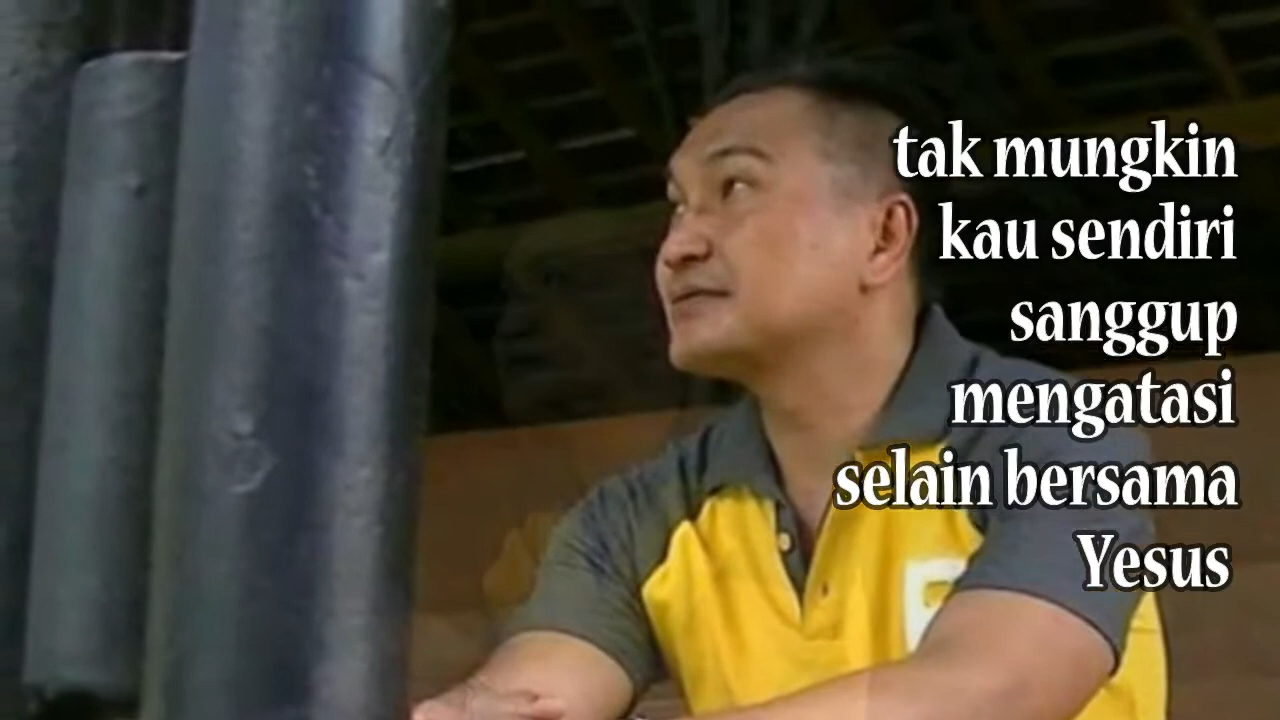 tak mungkin
kau sendiri
sanggup
mengatasi
selain bersama
Yesus